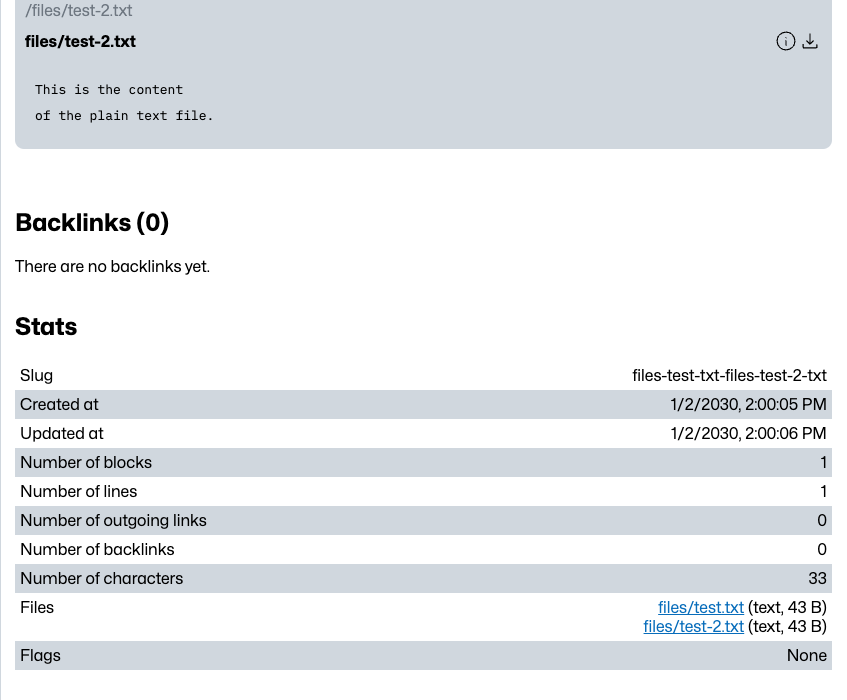 /files/test-2.txt
files/test-2.txt
This is the content
of the plain text file.
Backlinks (0)
There are no backlinks yet.
Stats
Slug files-test-txt-files-test-2-txt
Created at 1/2/2030, 2:00:05 PM
Updated at 1/2/2030, 2:00:06 PM
Number of blocks 1
Number of lines 1
Number of outgoing links 0
Number of backlinks 0
Number of characters 33
Files files/test.txt (text, 43 B)
files/test-2.txt (text, 43 B)
Flags None